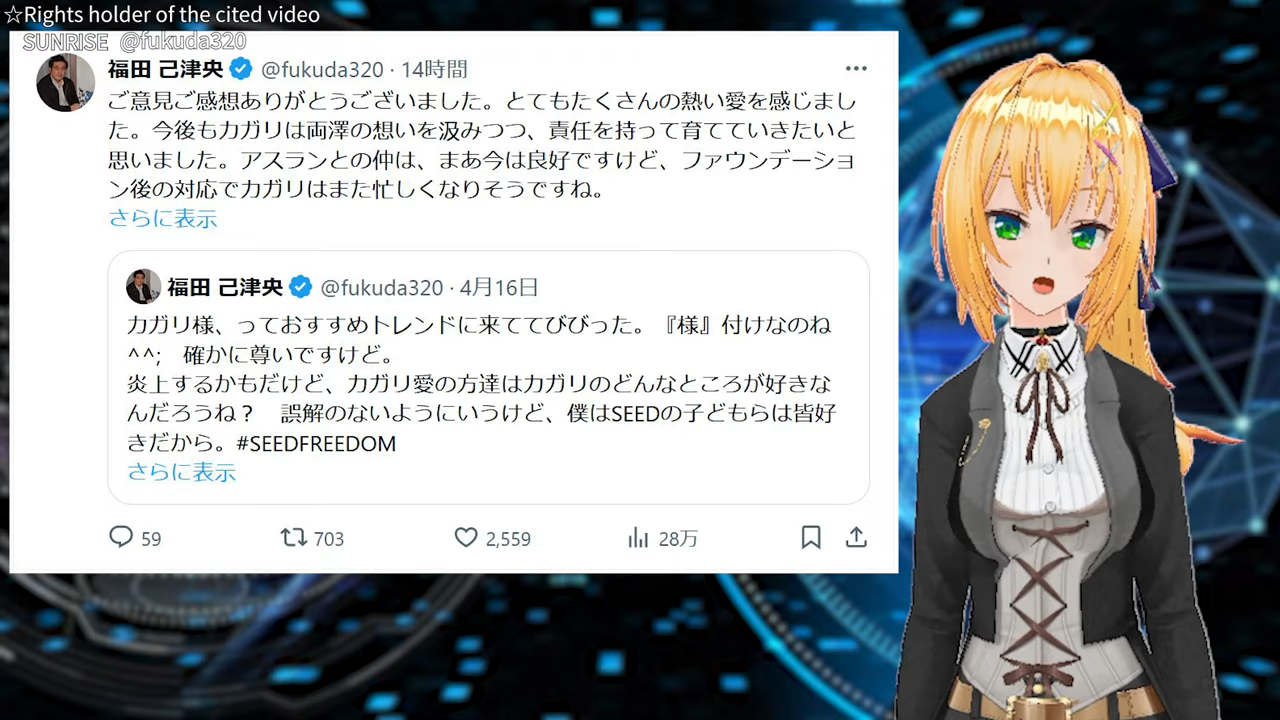 ☆Rights holder of the cited video
SUNRISE @fukuda320
福田 己津央 @fukuda320 · 14時間
ご意見ご感想ありがとうございました。とてもたくさんの熱い愛を感じまし
た。今後もカガリは両澤の想いを汲みつつ、責任を持って育てていきたいと
思いました。アスランとの仲は、まあ今は良好ですけど、ファウンデーショ
ン後の対応でカガリはまた忙しくなりそうですね。
さらに表示
福田 己津央 @fukuda320 · 4月16日
カガリ様、っておすすめトレンドに来ててびびった。『様』付けなのね
^^;　確かに尊いですけど。
炎上するかもだけど、カガリ愛の方達はカガリのどんなところが好きな
んだろうね？　誤解のないようにいうけど、僕はSEEDの子どもらは皆好
きだから。#SEEDFREEDOM
さらに表示
59 703 2,559 28万